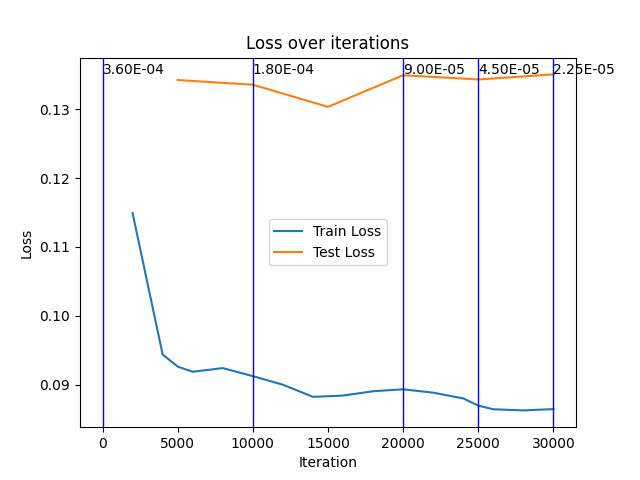 Loss over iterations
3.60E-04
1.80E-04
9.00E-05
4.50E-05
2.25E-05
0.13
0.12
0.11
0.10
0.09
Loss
Train Loss
Test Loss
0
5000
10000
15000
20000
25000
30000
Iteration